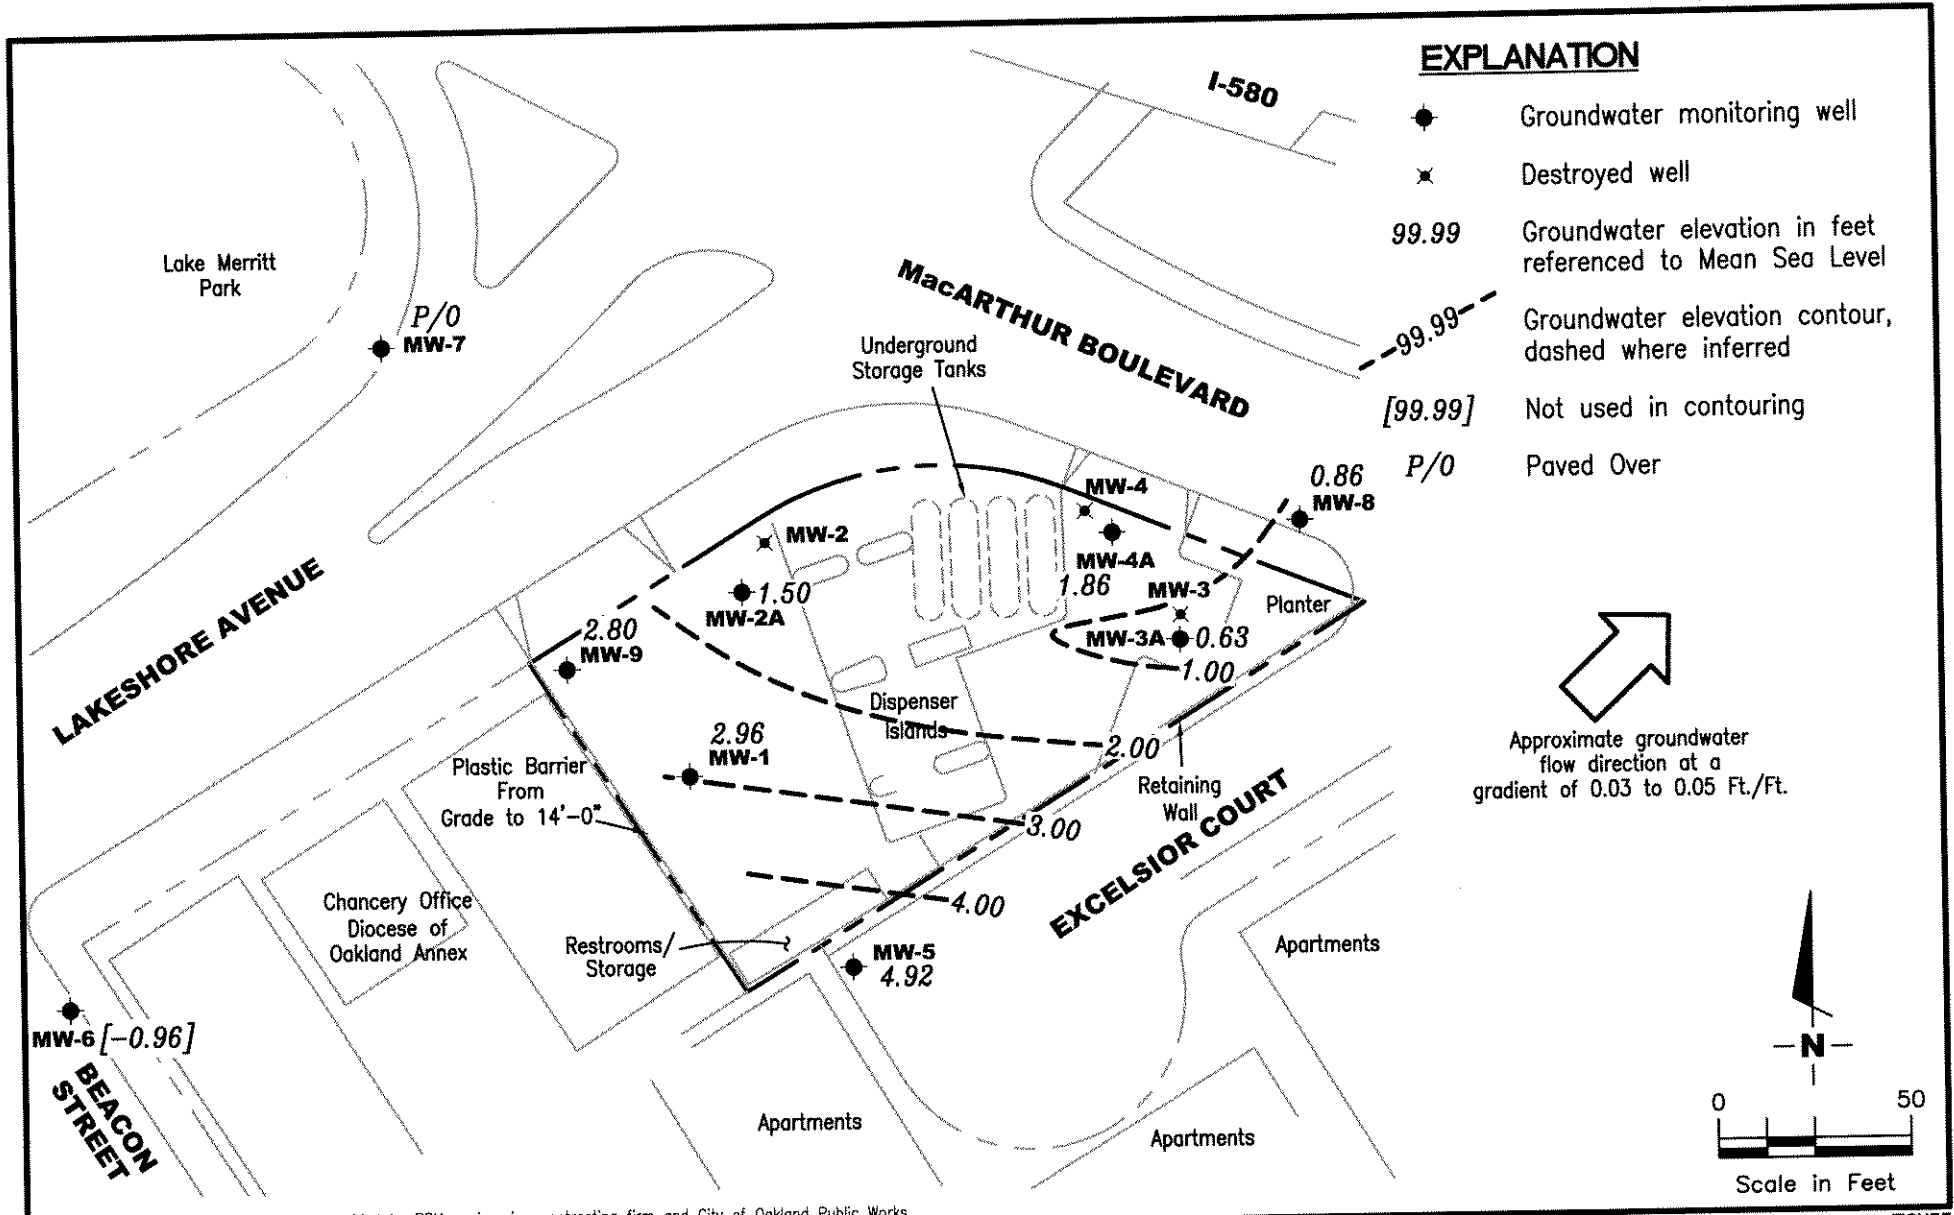 EXPLANATION
Groundwater monitoring well
Destroyed well
99.99
Groundwater elevation in feet
referenced to Mean Sea Level
99.99
Groundwater elevation contour,
dashed where inferred
[99.99]
Not used in contouring
P/O
Paved Over
I-580
Lake Merritt
Park
P/O
MW-7
MacARTHUR BOULEVARD
Underground
Storage Tanks
0.86
MW-8
MW-4
MW-4A
1.86
MW-2
1.50
MW-2A
MW-3
MW-3A
0.63
1.00
Planter
LAKESHORE AVENUE
2.80
MW-9
Dispenser
Islands
2.00
2.96
MW-1
Plastic Barrier
From
Grade to 14'-0"
Retaining
Wall
3.00
Approximate groundwater
flow direction at a
gradient of 0.03 to 0.05 Ft./Ft.
EXCELSIOR COURT
4.00
Chancery Office
Diocese of
Oakland Annex
Restrooms/
Storage
MW-5
4.92
Apartments
MW-6 [-0.96]
BEACON
STREET
Apartments
Apartments
N
0 50
Scale in Feet
firm and City of Oakland Public Works